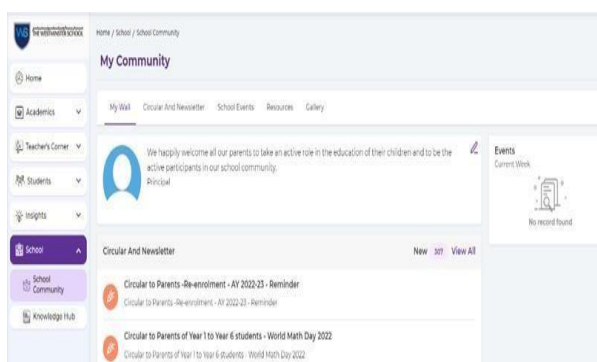 THE WESTMINSTER SCHOOL
Home / School / School Community
My Community
Home
Academics
Teacher's Corner
Students
Insights
School
School
Community
Knowledge Hub
My Wall Circular And Newsletter School Events Resources Gallery
We happily welcome all our parents to take an active role in the education of their children and to be the
active participants in our school community.
Principal
Events
Current Week
No record found
Circular And Newsletter New 307 View All
Circular to Parents -Re-enrolment - AY 2022-23 - Reminder
Circular to Parents -Re-enrolment - AY 2022-23 - Reminder
Circular to Parents of Year 1 to Year 6 students - World Math Day 2022
Circular to Parents of Year 1 to Year 6 students - World Math Day 2022